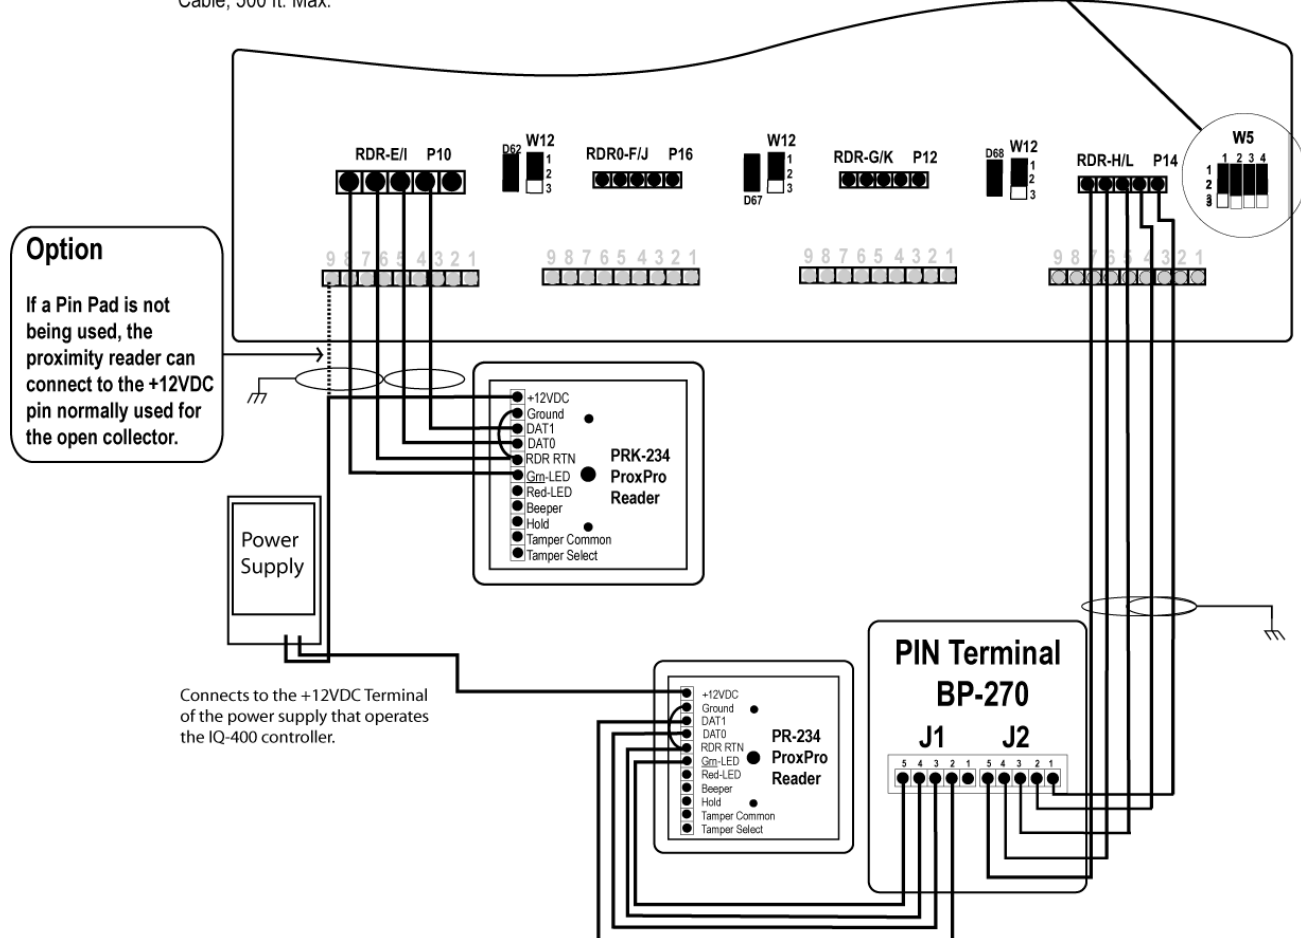 Cable, 500 ft. Max.
W5
1 2 3 4
1
2
3
RDR-E/I P10
D62
W12
1
2
3
RDR0-F/J P16
D67
W12
1
2
3
RDR-G/K P12
D68
W12
1
2
3
RDR-H/L P14
9 8 7 6 5 4 3 2 1
9 8 7 6 5 4 3 2 1
9 8 7 6 5 4 3 2 1
9 8 7 6 5 4 3 2 1
Option
If a Pin Pad is not
being used, the
proximity reader can
connect to the +12VDC
pin normally used for
the open collector.
+12VDC
Ground
DAT1
DAT0
RDR RTN
Grn-LED
Red-LED
Beeper
Hold
Tamper Common
Tamper Select
PRK-234
ProxPro
Reader
Power
Supply
Connects to the +12VDC Terminal
of the power supply that operates
the IQ-400 controller.
+12VDC
Ground
DAT1
DAT0
RDR RTN
Grn-LED
Red-LED
Beeper
Hold
Tamper Common
Tamper Select
PR-234
ProxPro
Reader
PIN Terminal
BP-270
J1 J2
5 4 3 2 1 5 4 3 2 1